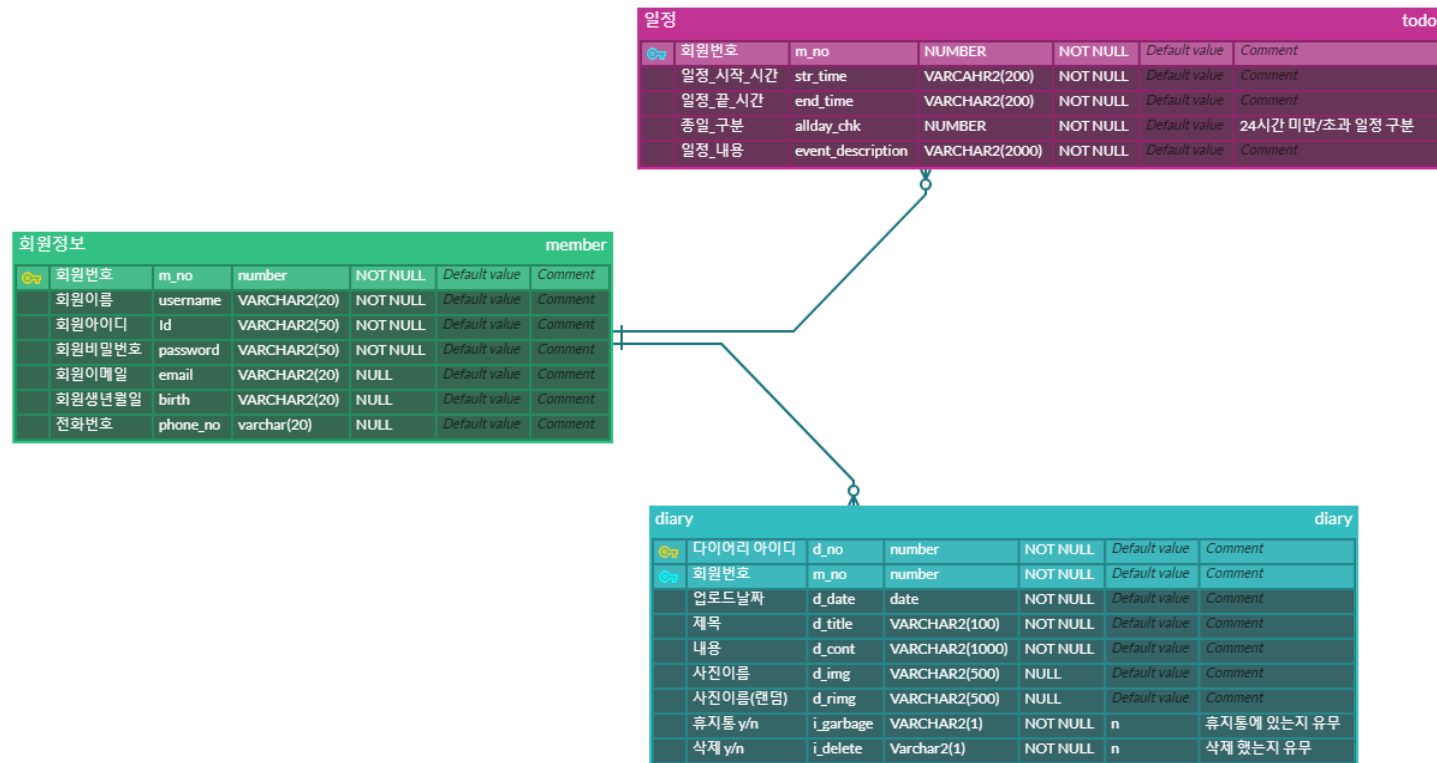 일정 todo
회원번호 m_no NUMBER NOT NULL Default value Comment
일정_시작_시간 str_time VARCAHR2(200) NOT NULL Default value Comment
일정_끝_시간 end_time VARCHAR2(200) NOT NULL Default value Comment
종일_구분 allday_chk NUMBER NOT NULL Default value 24시간 미만/초과 일정 구분
일정_내용 event_description VARCHAR2(2000) NOT NULL Default value Comment
회원정보 member
회원번호 m_no number NOT NULL Default value Comment
회원이름 username VARCHAR2(20) NOT NULL Default value Comment
회원아이디 Id VARCHAR2(50) NOT NULL Default value Comment
회원비밀번호 password VARCHAR2(50) NOT NULL Default value Comment
회원이메일 email VARCHAR2(20) NULL Default value Comment
회원생년월일 birth VARCHAR2(20) NULL Default value Comment
전화번호 phone_no varchar(20) NULL Default value Comment
diary diary
다이어리 아이디 d_no number NOT NULL Default value Comment
회원번호 m_no number NOT NULL Default value Comment
업로드날짜 d_date date NOT NULL Default value Comment
제목 d_title VARCHAR2(100) NOT NULL Default value Comment
내용 d_cont VARCHAR2(1000) NOT NULL Default value Comment
사진이름 d_img VARCHAR2(500) NULL Default value Comment
사진이름(랜덤) d_rimg VARCHAR2(500) NULL Default value Comment
휴지통 y/n i_garbage VARCHAR2(1) NOT NULL n 휴지통에 있는지 유무
삭제 y/n i_delete Varchar2(1) NOT NULL n 삭제 했는지 유무